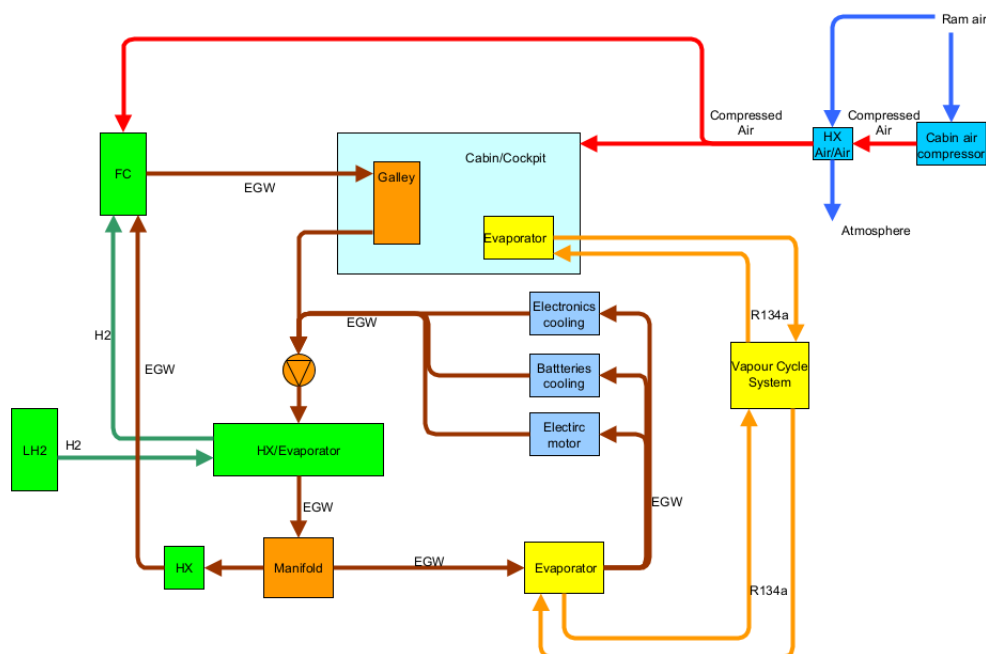 Ram air
Compressed
Air
Compressed
Air
HX
Air/Air
Cabin air
compressor
Cabin/Cockpit
FC
Galley
EGW
Evaporator
Atmosphere
Electronics
cooling
EGW
R134a
H2
EGW
Battteries
cooling
Vapour Cycle
System
Electirc
motor
LH2
H2
HX/Evaporator
EGW
EGW
HX
Manifold
EGW
Evaporator
R134a